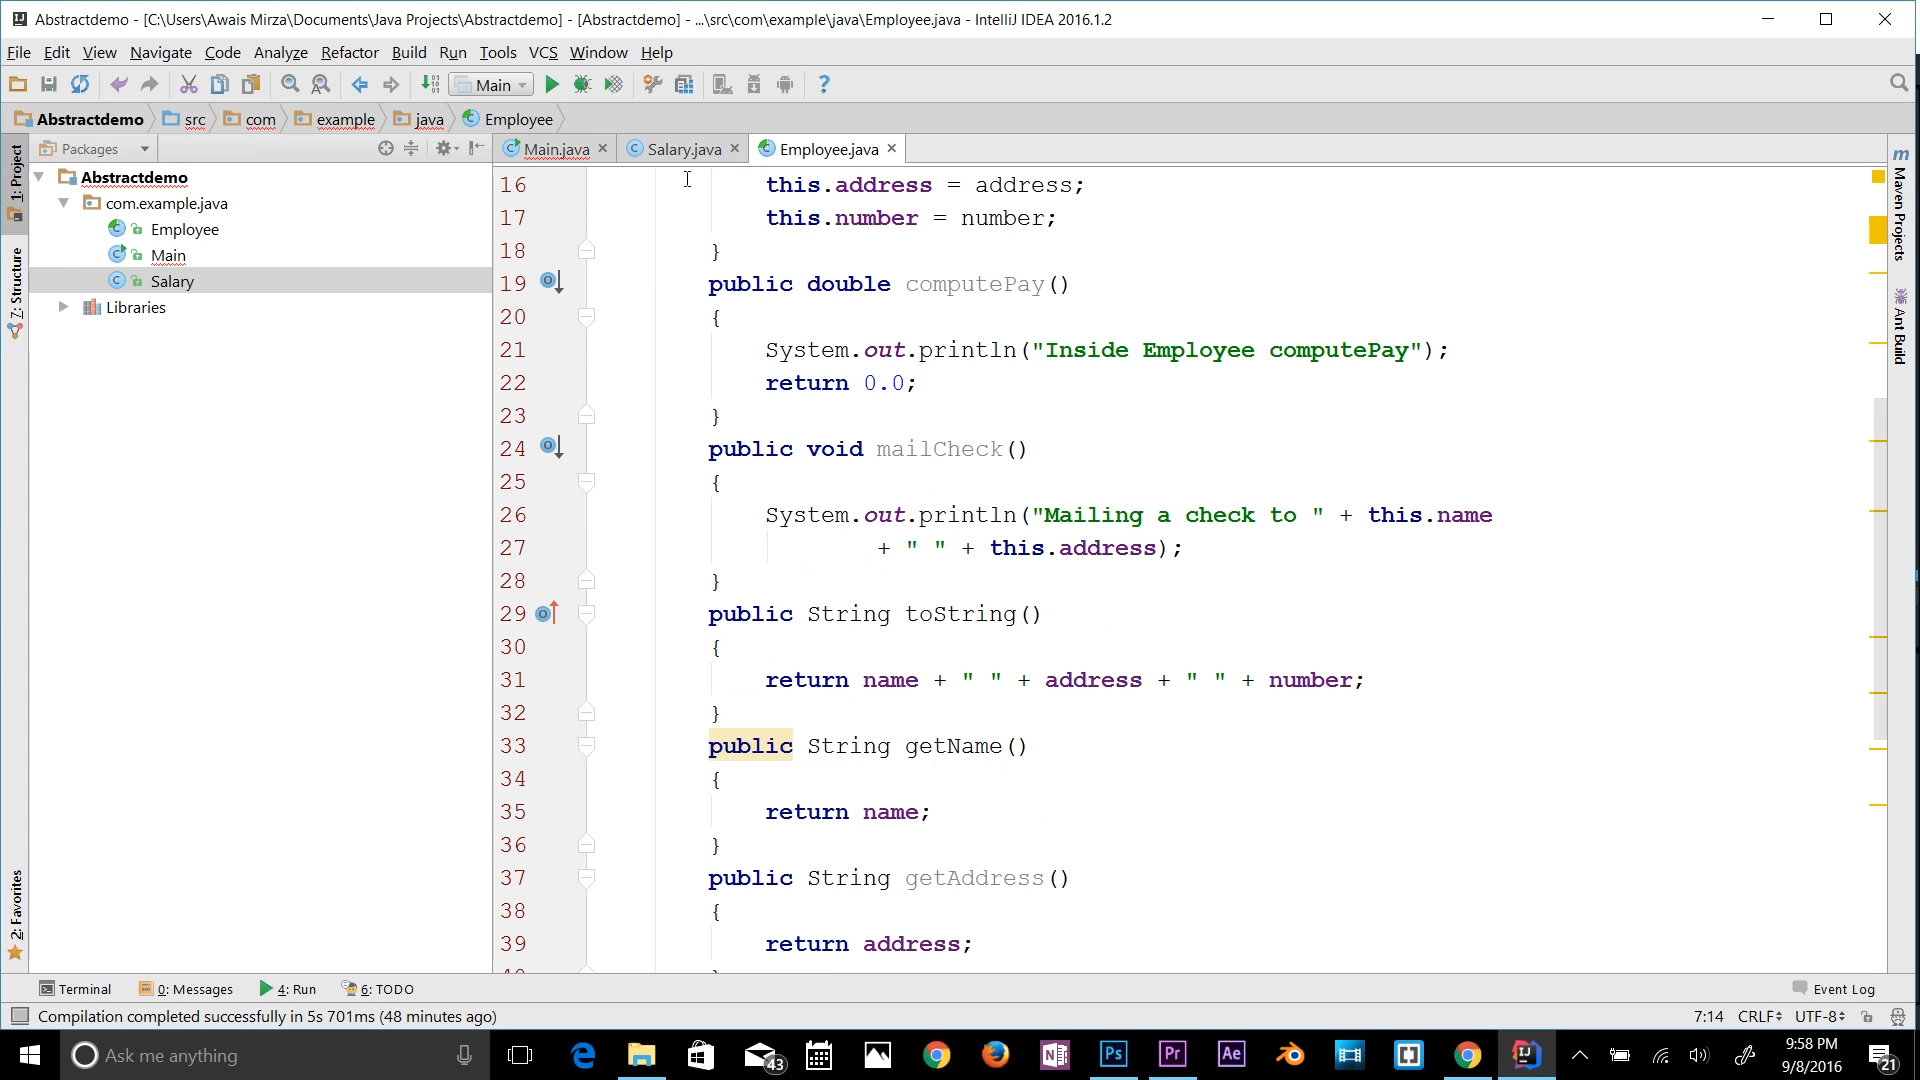 Abstractdemo - [C:\Users\Awais Mirza\Documents\Java Projects\Abstractdemo] - [Abstractdemo] - ...\src\com\example\java\Employee.java - IntelliJ IDEA 2016.1.2
File Edit View Navigate Code Analyze Refactor Build Run Tools VCS Window Help
Main
Abstractdemo src com example java Employee
Packages
Main.java Salary.java Employee.java
1: Project
7: Structure
2: Favorites
Abstractdemo
com.example.java
Employee
Main
Salary
Libraries
16 this.address = address;
17 this.number = number;
18 }
19 public double computePay()
20 {
21 System.out.println("Inside Employee computePay");
22 return 0.0;
23 }
24 public void mailCheck()
25 {
26 System.out.println("Mailing a check to " + this.name
27 + " " + this.address);
28 }
29 public String toString()
30 {
31 return name + " " + address + " " + number;
32 }
33 public String getName()
34 {
35 return name;
36 }
37 public String getAddress()
38 {
39 return address;
m Maven Projects
Ant Build
Terminal 0: Messages 4: Run 6: TODO Event Log
Compilation completed successfully in 5s 701ms (48 minutes ago) 7:14 CRLF UTF-8
Ask me anything 43 9:58 PM
9/8/2016 21